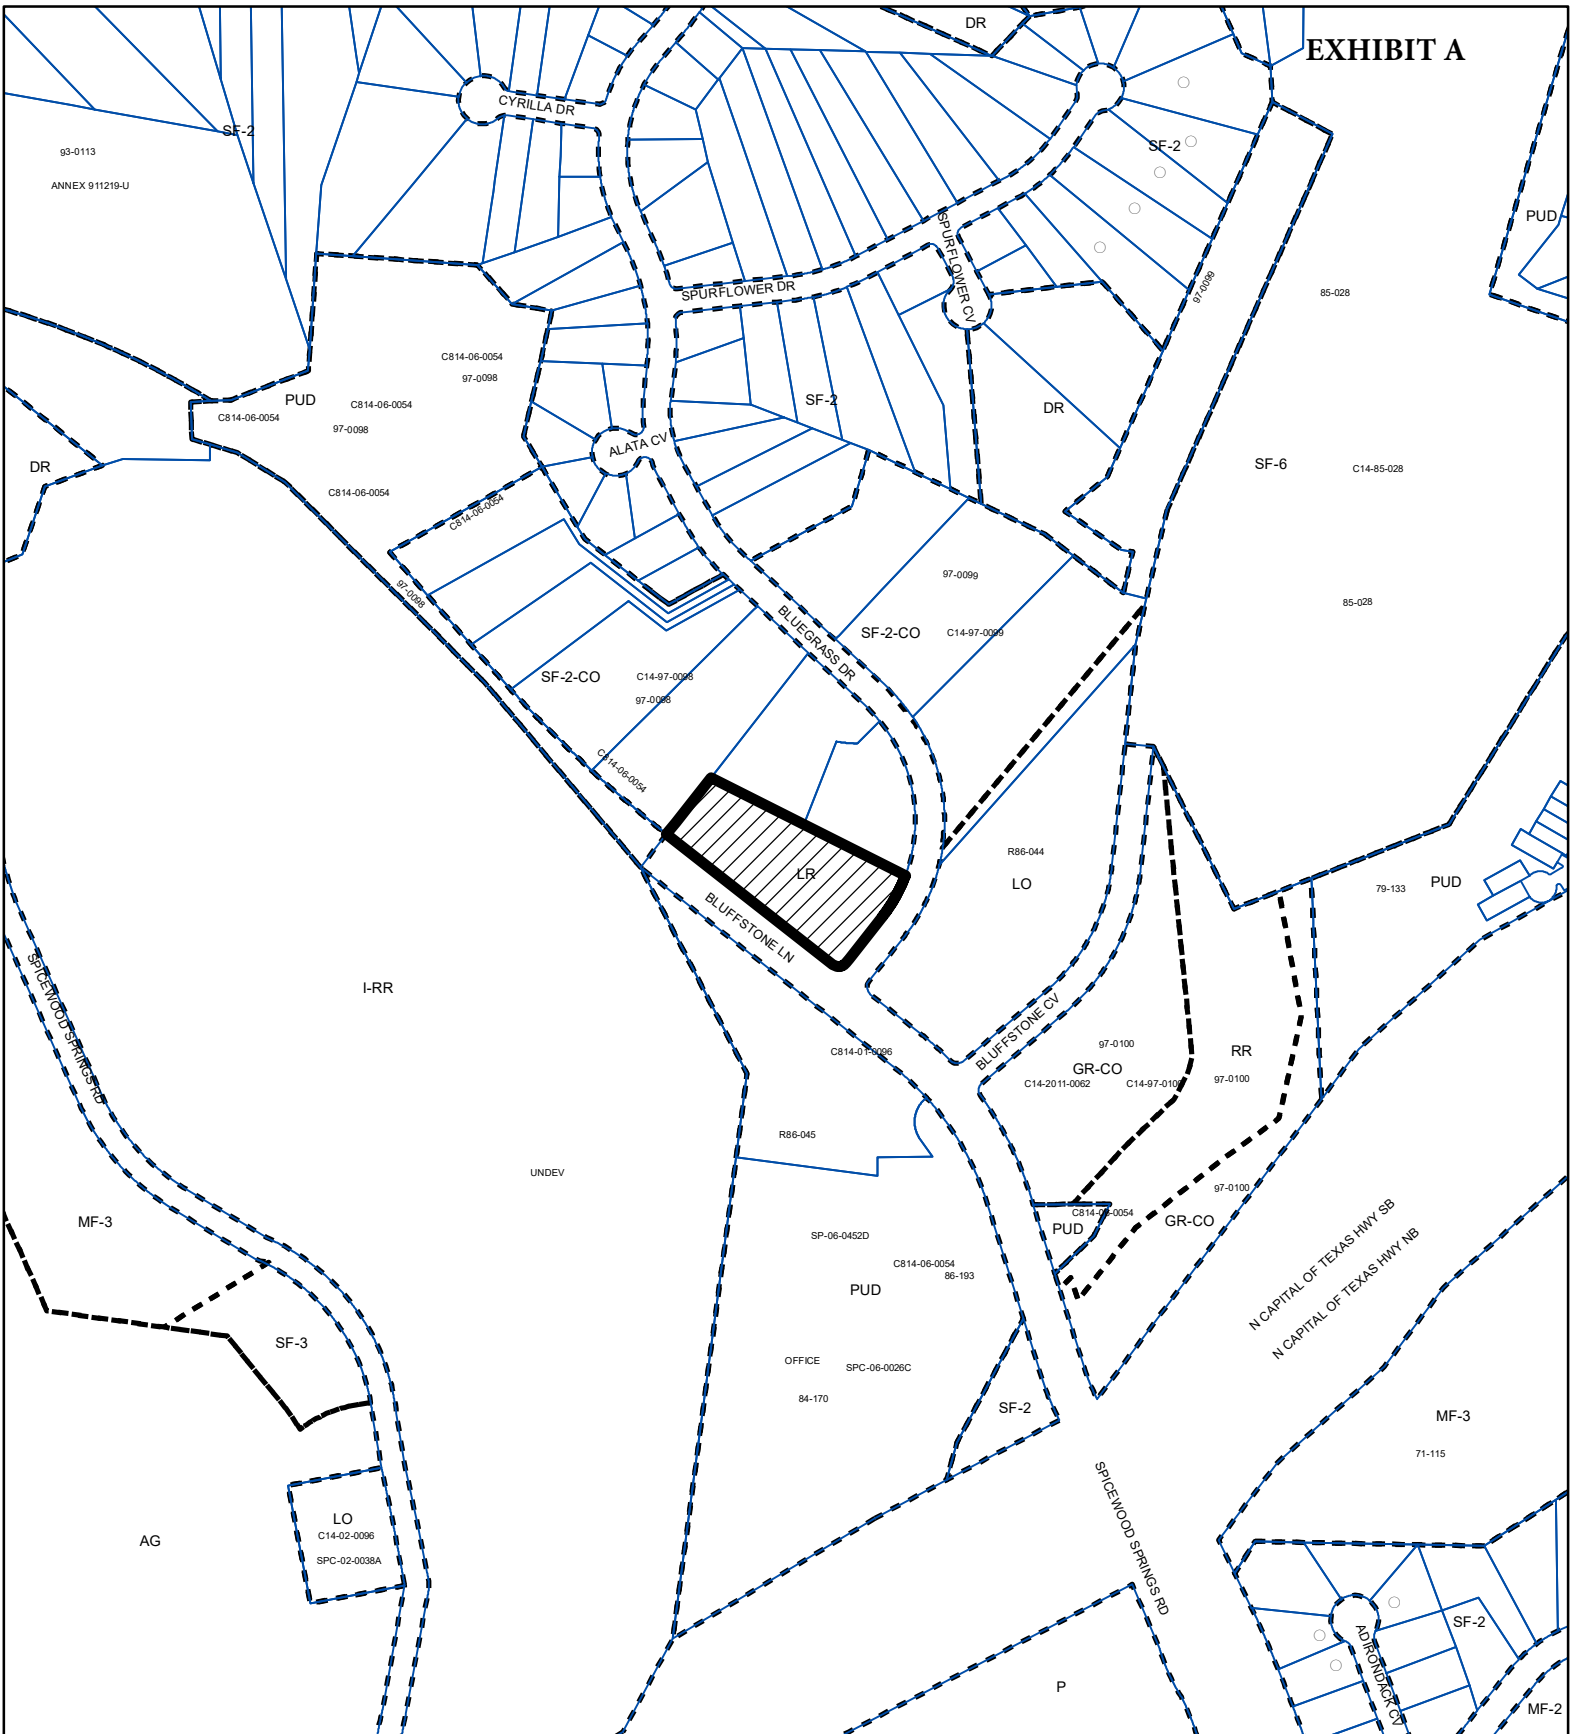 DR
EXHIBIT A
CYRILLA DR
SF-2
93-0113
ANNEX 911219-U
SF-2
PUD
SPURFLOWER CV
SPURFLOWER DR
97-0099
85-028
C814-06-0054
97-0098
PUD
C814-06-0054
C814-06-0054
97-0098
SF-2
DR
ALATA CV
DR
SF-6
C14-85-028
C814-06-0054
C814-06-0054
97-0098
97-0099
85-028
BLUEGRASS DR
SF-2-CO
C14-97-0099
SF-2-CO
C14-97-0098
97-0098
C814-06-0054
R86-044
LO
LR
79-133
PUD
BLUFFSTONE LN
SPICEWOOD SPRINGS RD
I-RR
BLUFFSTONE CV
C814-01-0096
97-0100
RR
GR-CO
C14-2011-0062
97-0100
R86-045
UNDEV
97-0100
MF-3
PUD
GR-CO
SP-06-0452D
C814-06-0054
86-193
PUD
N CAPITAL OF TEXAS HWY SB
N CAPITAL OF TEXAS HWY NB
SF-3
OFFICE
SPC-06-0026C
84-170
SF-2
MF-3
71-115
SPICEWOOD SPRINGS RD
LO
C14-02-0096
SPC-02-0038A
AG
SF-2
ADIRONDACK CV
P
MF-2